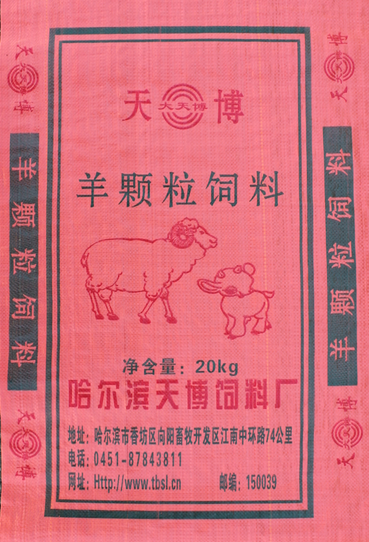 天 大天博 博
羊颗粒饲料
净含量：20kg
哈尔滨天博饲料厂
地址：哈尔滨市香坊区向阳畜牧开发区江南中环路74公里
电话：0451-87843811
网址：Http://www.tbsl.cn 邮编：150039
天 博
羊颗粒饲料
天 博
天 博
羊颗粒饲料
天 博